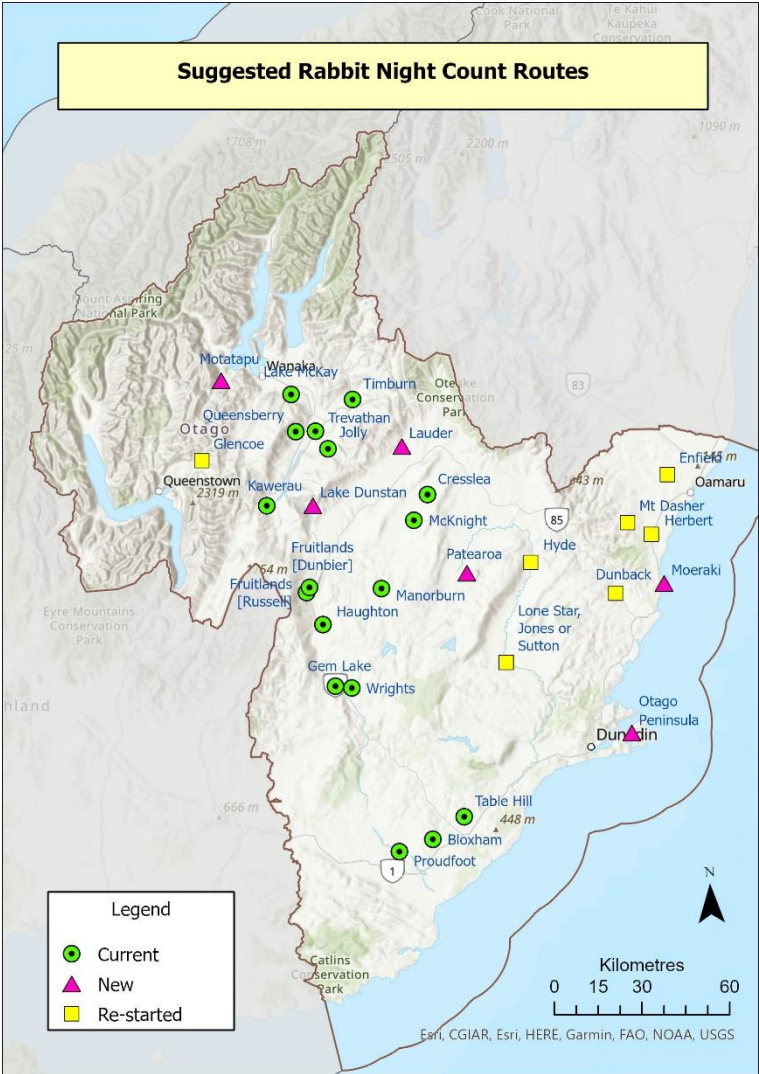 Cook National
Park
Te Kahui
Kaupeka
Conservation
Suggested Rabbit Night Count Routes
1708 m
2505 m
2200 m
1090 m
Mount Aspiring
National Park
25 m
Motatapu
Wanaka
Lake McKay
Timburn
Oteake
Conservation
Park
83
Queensberry
Trevathan
Jolly
Otago
Glencoe
Lauder
Queenstown
2319 m
Kawerau
Lake Dunstan
Cresslea
McKnight
Enfield
145 m
Oamaru
643 m
85
Mt Dasher
Herbert
Hyde
Patearoa
Dunback
Moeraki
Fruitlands
[Dunbier]
Fruitlands
[Russell]
Manorburn
Haughton
Eyre Mountains
Conservation
Park
Lone Star,
Jones or
Sutton
Gem Lake
Wrights
hland
Otago
Peninsula
Dunedin
666 m
Table Hill
448 m
Bloxham
Proudfoot
1
Legend
Current
New
Re-started
Catlins
Conservation
Park
N
Kilometres
0 15 30 60
Esri, CGIAR, Esri, HERE, Garmin, FAO, NOAA, USGS